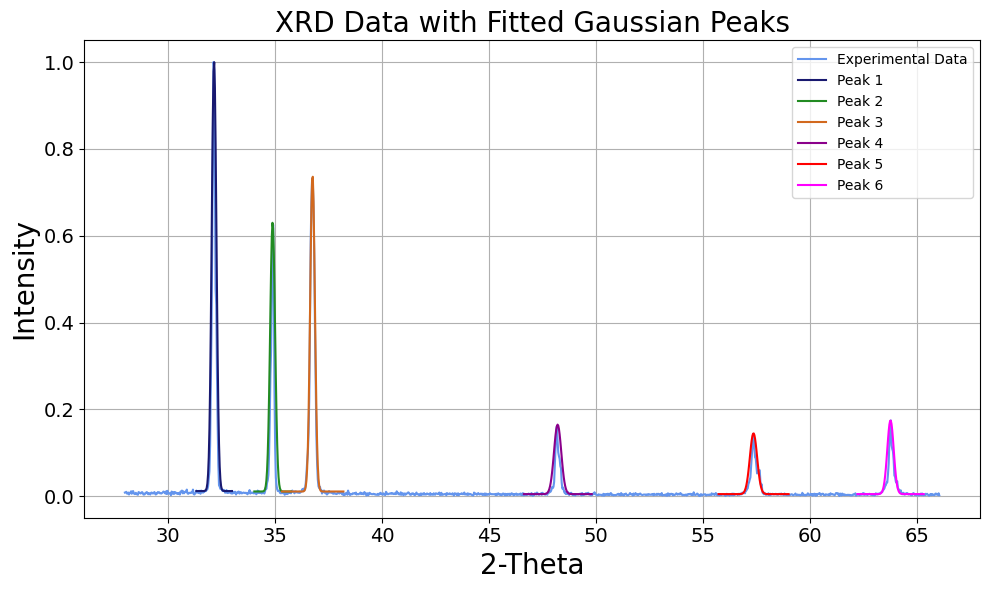 XRD Data with Fitted Gaussian Peaks
Experimental Data
Peak 1
Peak 2
Peak 3
Peak 4
Peak 5
Peak 6
Intensity
1.0
0.8
0.6
0.4
0.2
0.0
30 35 40 45 50 55 60 65
2-Theta